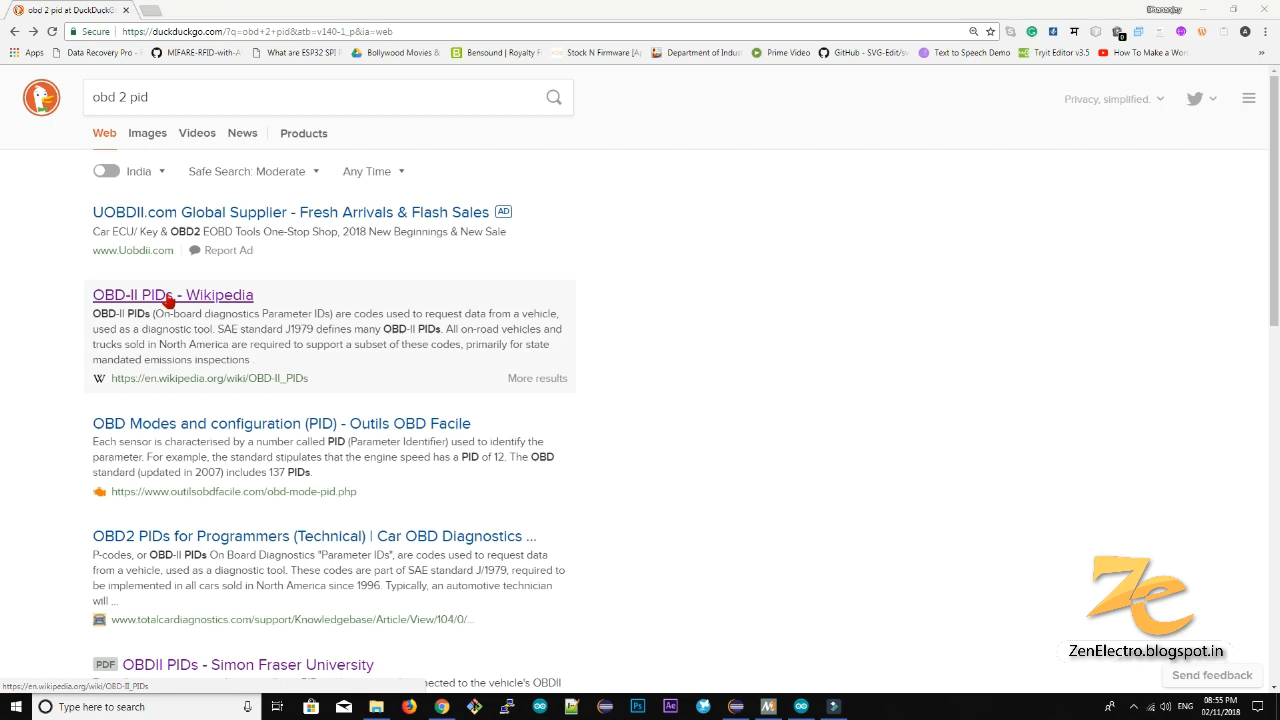 obd 2 pid at DuckDuckG
Dhananjay
Secure
https://duckduckgo.com/?q=obd+2+pid&atb=v140-1_p&ia=web
Apps
Data Recovery - Pro
MIFARE-RFID-with-A
What are ESP32 SPI F
Bollywood Movies &
Bensound | Royalty F
Stock N Firmware [A
Department of Indus
Prime Video
GitHub - SVG-Edit/sv
Text to Speech Demo
Tryit Editor v3.5
How To Make a Wo
obd 2 pid
Privacy, simplified.
Web Images Videos News Products
India Safe Search: Moderate Any Time
UOBDII.com Global Supplier - Fresh Arrivals & Flash Sales AD
Car ECU/ Key & OBD2 EOBD Tools One-Stop Shop, 2018 New Beginnings & New Sale
www.Uobdii.com Report Ad
OBD-II PIDs - Wikipedia
OBD-II PIDs (On-board diagnostics Parameter IDs) are codes used to request data from a vehicle,
used as a diagnostic tool. SAE standard J1979 defines many OBD-II PIDs. All on-road vehicles and
trucks sold in North America are required to support a subset of these codes, primarily for state
mandated emissions inspections .
W https://en.wikipedia.org/wiki/OBD-II_PIDs More results
OBD Modes and configuration (PID) - Outils OBD Facile
Each sensor is characterised by a number called PID (Parameter Identifier) used to identify the
parameter. For example, the standard stipulates that the engine speed has a PID of 12. The OBD
standard (updated in 2007) includes 137 PIDs.
https://www.outilsobdfacile.com/obd-mode-pid.php
OBD2 PIDs for Programmers (Technical) | Car OBD Diagnostics ...
P-codes, or OBD-II PIDs On Board Diagnostics "Parameter IDs", are codes used to request data
from a vehicle, used as a diagnostic tool. These codes are part of SAE standard J/1979, required to
be implemented in all cars sold in North America since 1996. Typically, an automotive technician
will ...
www.totalcardiagnostics.com/support/Knowledgebase/Article/View/104/0/...
PDF OBDII PIDs - Simon Fraser University
nected to the vehicle's OBDII
https://en.wikipedia.org/wiki/OBD-II_PIDs
Ze
ZenElectro.blogspot.in
Send feedback
Type here to search
ENG
08:55 PM
02/11/2018